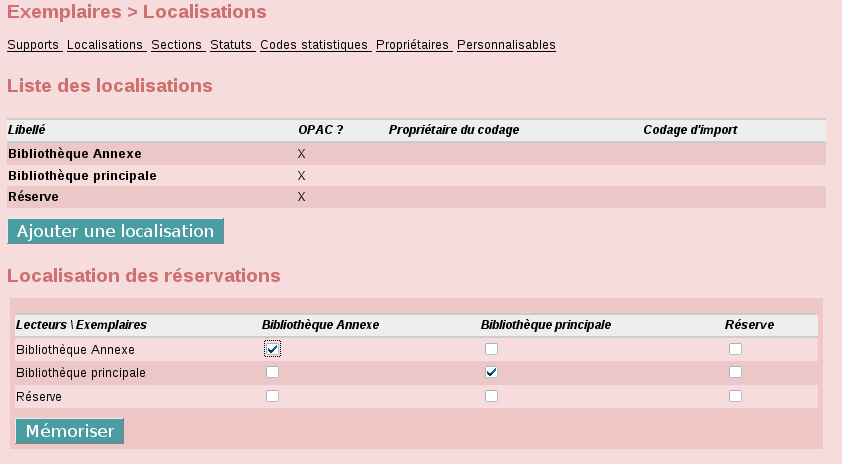 Exemplaires > Localisations
Supports Localisations Sections Statuts Codes statistiques Propriétaires Personnalisables
Liste des localisations
Libellé OPAC ? Propriétaire du codage Codage d'import
Bibliothèque Annexe X
Bibliothèque principale X
Réserve X
Ajouter une localisation
Localisation des réservations
Lecteurs \ Exemplaires Bibliothèque Annexe Bibliothèque principale Réserve
Bibliothèque Annexe
Bibliothèque principale
Réserve
Mémoriser